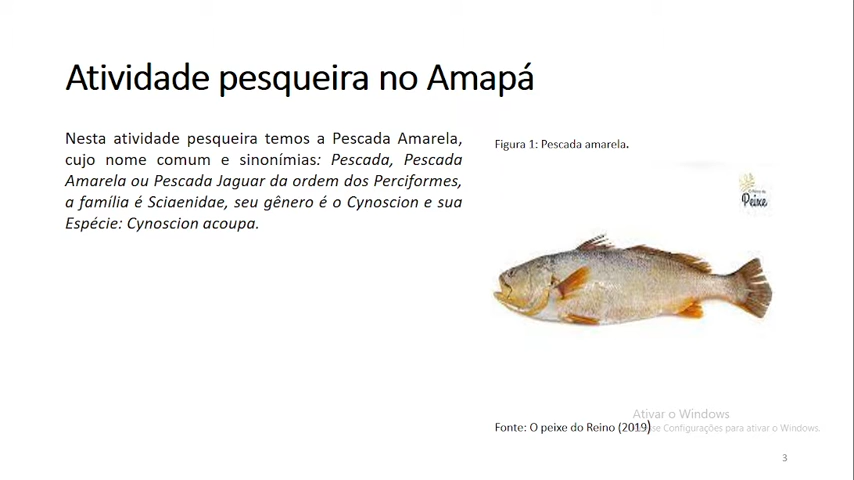 Atividade pesqueira no Amapá
Nesta atividade pesqueira temos a Pescada Amarela,
cujo nome comum e sinonímias: Pescada, Pescada
Amarela ou Pescada Jaguar da ordem dos Perciformes,
a família é Sciaenidae, seu gênero é o Cynoscion e sua
Espécie: Cynoscion acoupa.
Figura 1: Pescada amarela.
Peixe
Fonte: O peixe do Reino (2019)
Ativar o Windows
se Configurações para ativar o Windows.
3